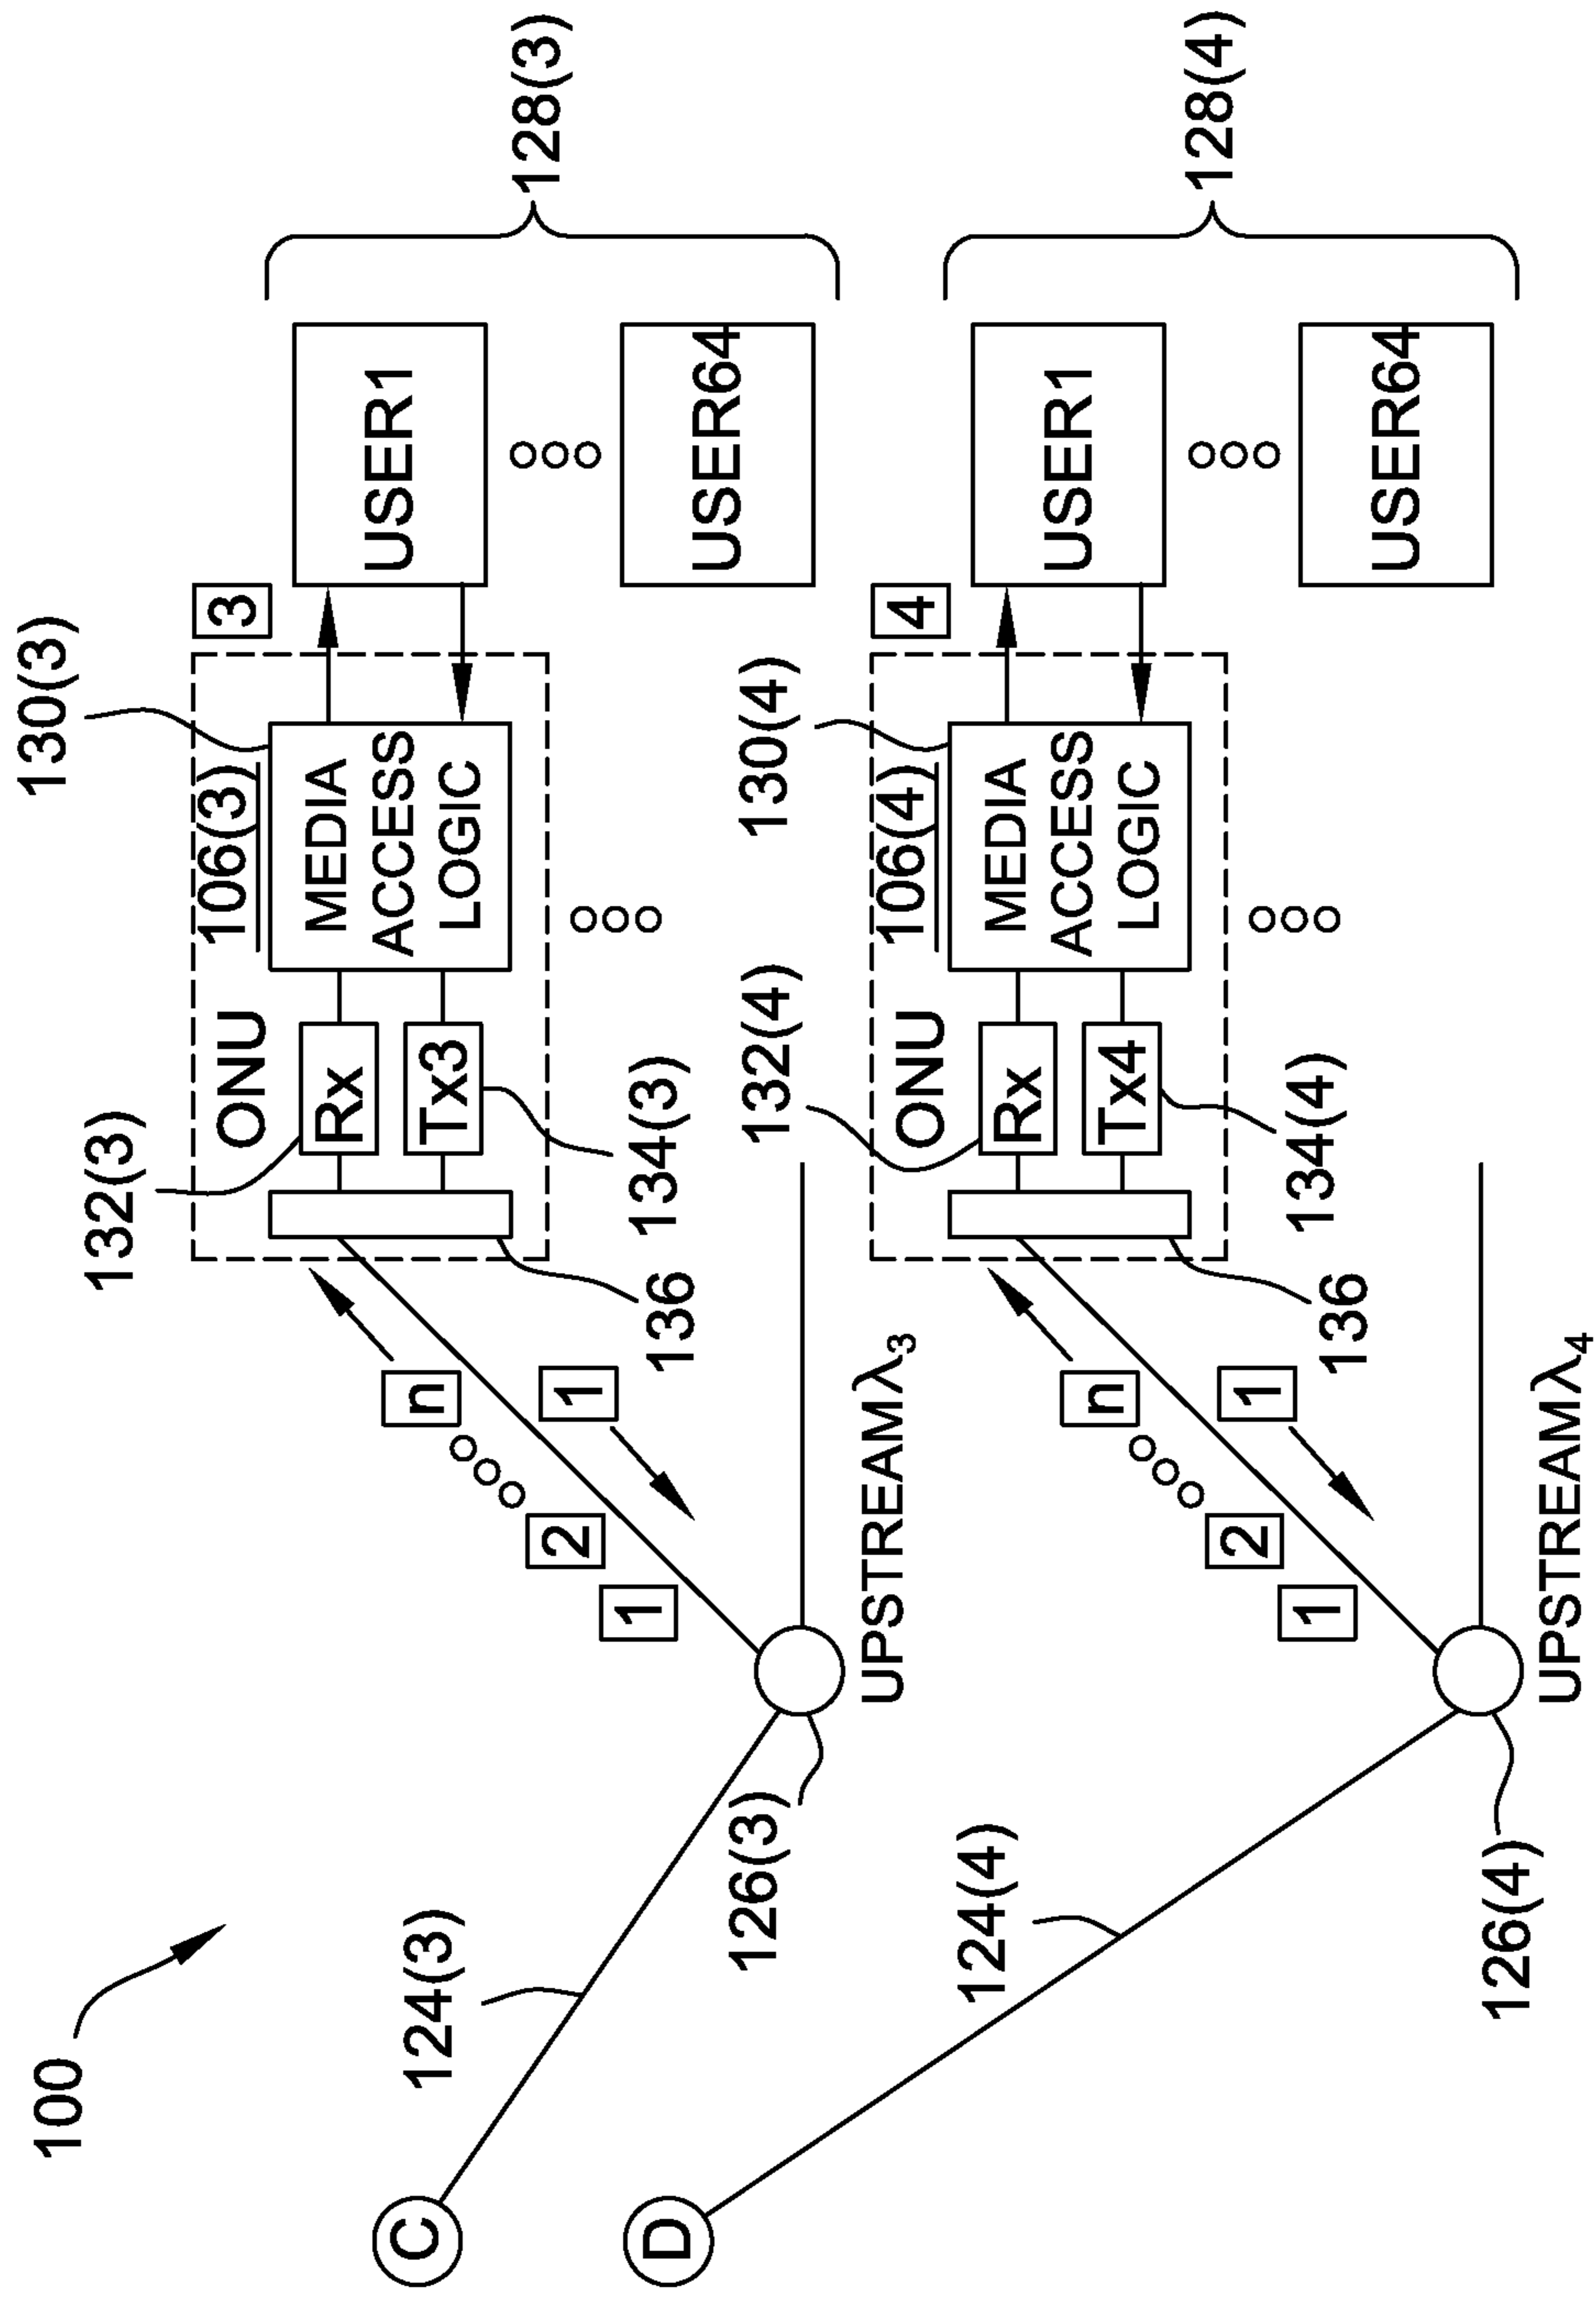 100
C
124(3)
126(3)
UPSTREAMλ3
1
2
n
1
132(3)
ONU
106(3)
130(3)
Rx
Tx3
134(3)
136
MEDIA
ACCESS
LOGIC
3
USER1
USER64
128(3)
D
124(4)
126(4)
UPSTREAMλ4
1
2
n
1
132(4)
ONU
106(4)
130(4)
Rx
Tx4
134(4)
136
MEDIA
ACCESS
LOGIC
4
USER1
USER64
128(4)